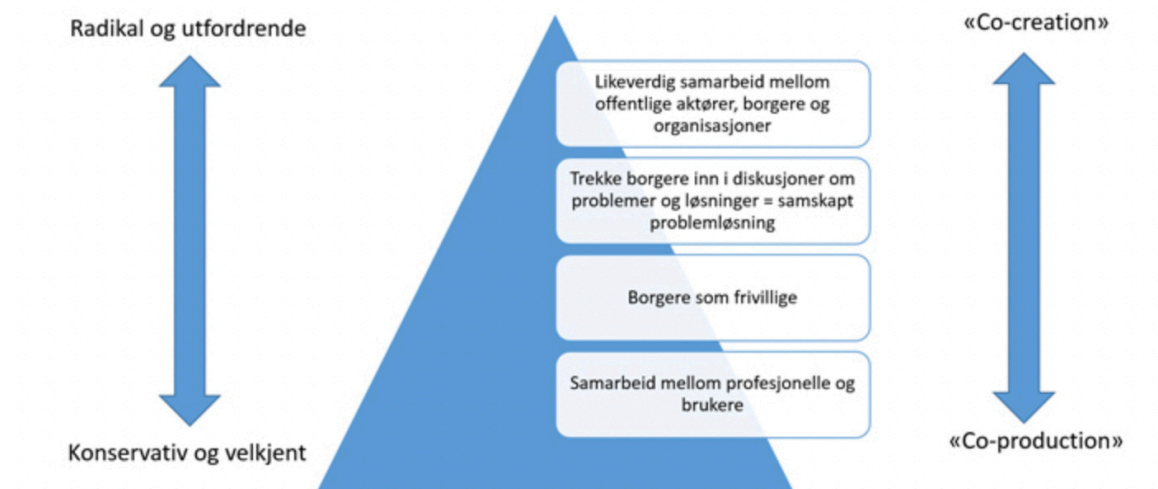 Radikal og utfordrende
«Co-creation»
Likeverdig samarbeid mellom
offentlige aktører, borgere og
organisasjoner
Trekke borgere inn i diskusjoner om
problemer og løsninger = samskapt
problemløsning
Borgere som frivillige
Samarbeid mellom profesjonelle og
brukere
Konservativ og velkjent
«Co-production»